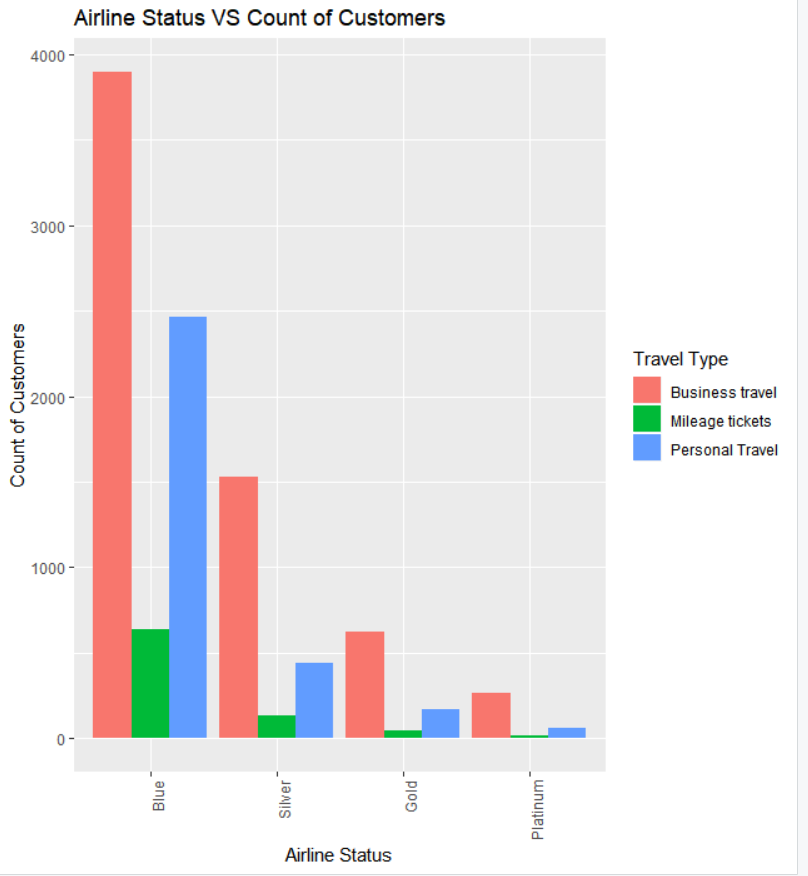 Airline Status VS Count of Customers
4000
3000
2000
1000
0
Count of Customers
Blue
Silver
Gold
Platinum
Airline Status
Travel Type
Business travel
Mileage tickets
Personal Travel